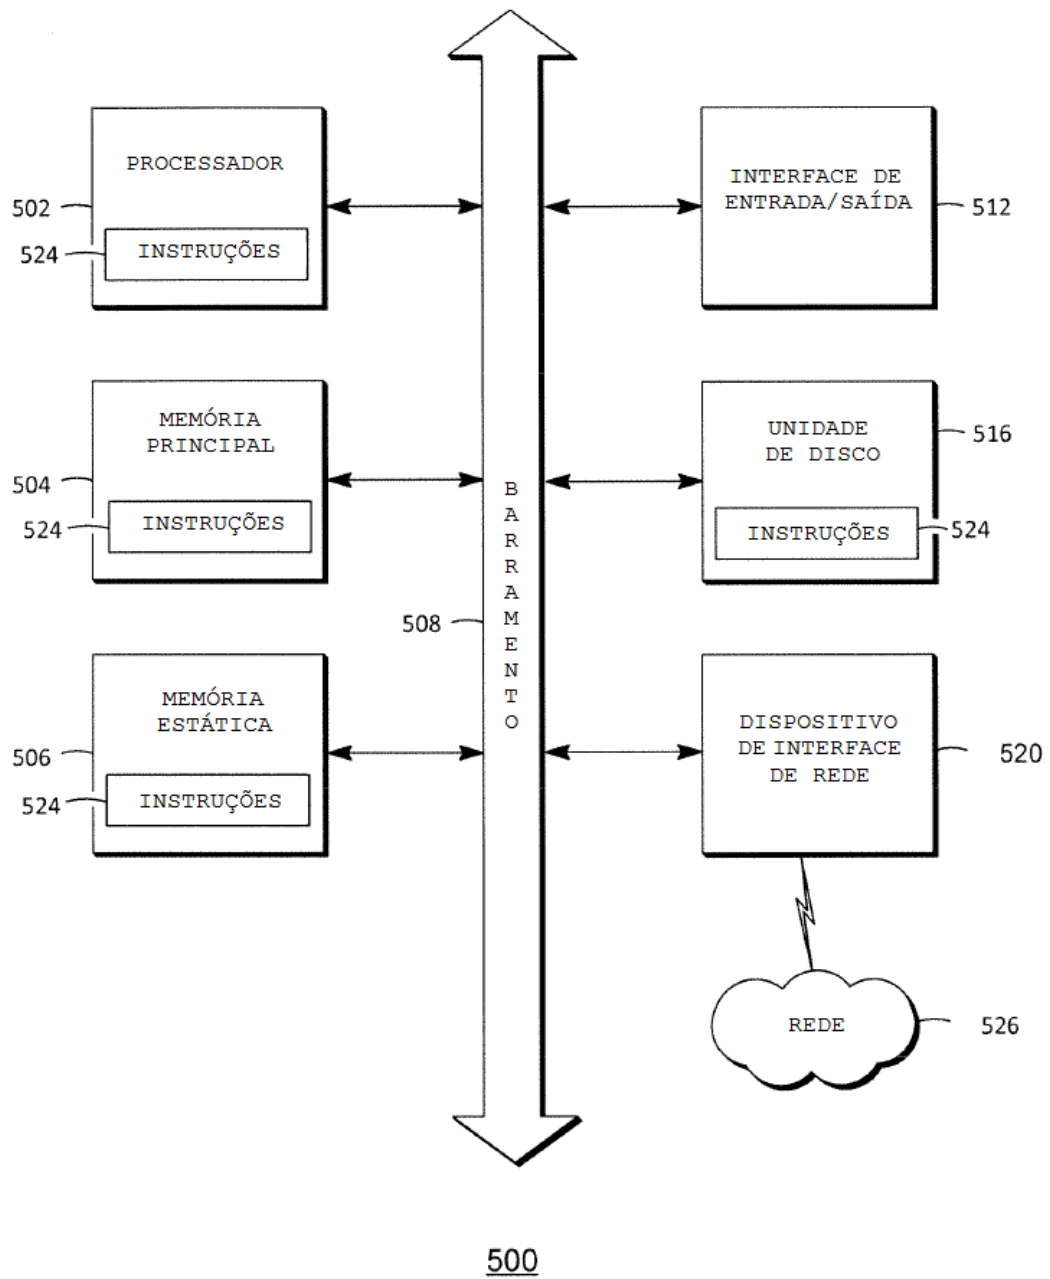 PROCESSADOR
502
524
INSTRUÇÕES
INTERFACE DE
ENTRADA/SAÍDA
512
MEMÓRIA
PRINCIPAL
504
524
INSTRUÇÕES
UNIDADE
DE DISCO
516
INSTRUÇÕES
524
BARRAMENTO
508
MEMÓRIA
ESTÁTICA
506
524
INSTRUÇÕES
DISPOSITIVO
DE INTERFACE
DE REDE
520
REDE
526
500